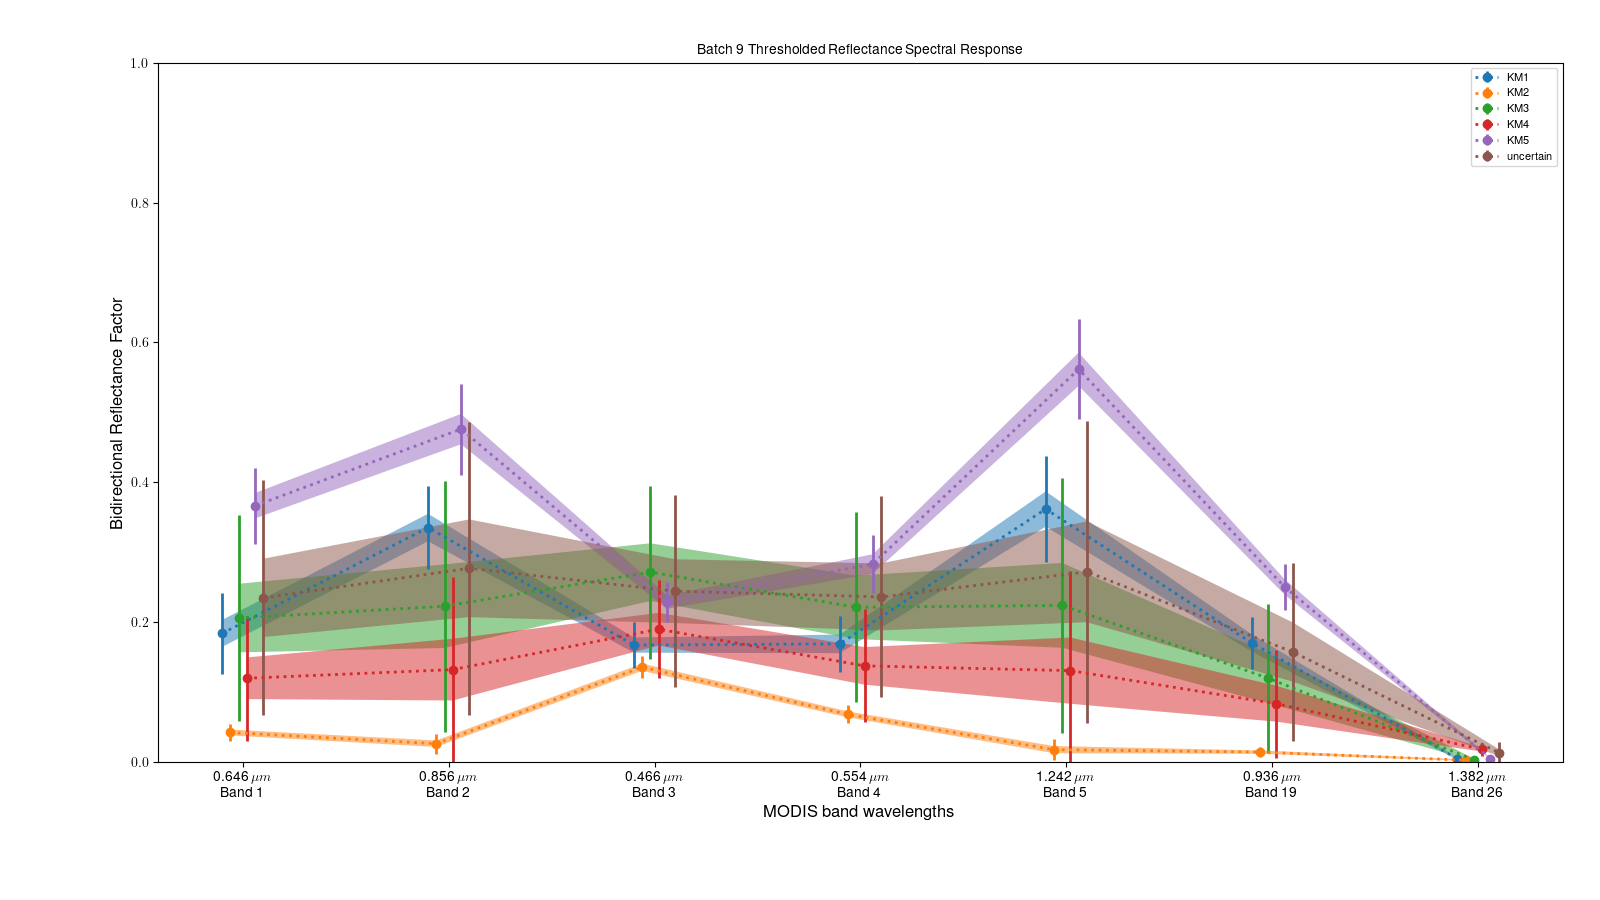 Batch 9 Thresholded Reflectance Spectral Response
1.0
0.8
0.6
0.4
0.2
0.0
Bidirectional Reflectance Factor
KM1
KM2
KM3
KM4
KM5
uncertain
0.646 μm
Band 1
0.856 μm
Band 2
0.466 μm
Band 3
0.554 μm
Band 4
1.242 μm
Band 5
0.936 μm
Band 19
1.382 μm
Band 26
MODIS band wavelengths